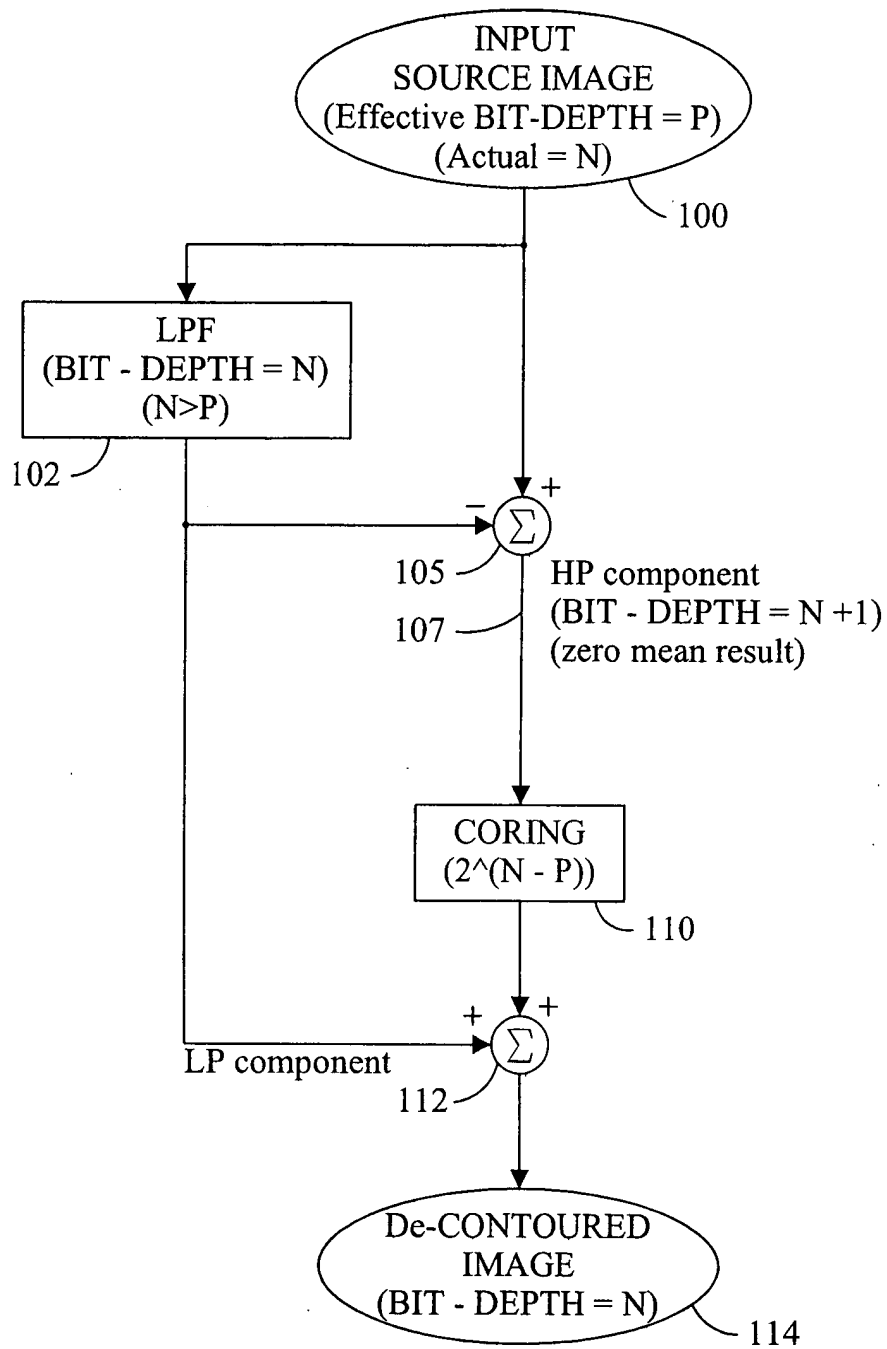 INPUT
SOURCE IMAGE
(Effective BIT-DEPTH = P)
(Actual = N)
100
LPF
(BIT - DEPTH = N)
(N>P)
102
+
−
Σ
105
HP component
(BIT - DEPTH = N +1)
(zero mean result)
107
CORING
(2^(N - P))
110
+
+
Σ
LP component
112
De-CONTOURED
IMAGE
(BIT - DEPTH = N)
114